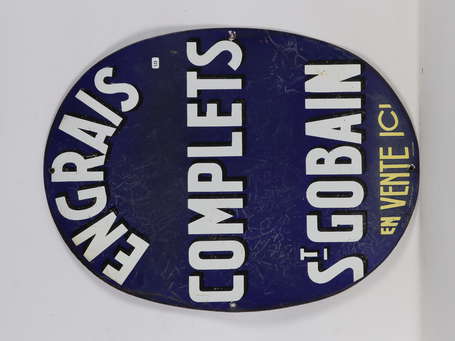 ENGRAIS
COMPLETS
ST GOBAIN
EN VENTE ICI